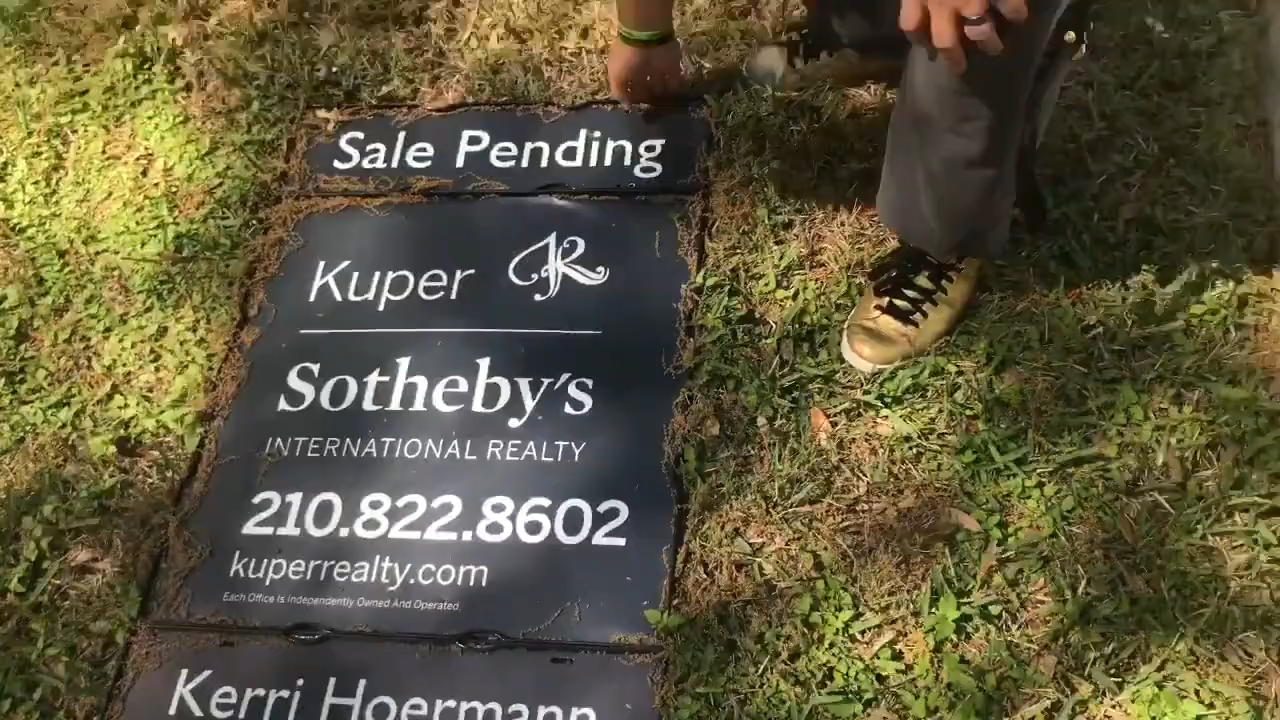 Sale Pending
Kuper
Sotheby's
INTERNATIONAL REALTY
210.822.8602
kuperrealty.com
Each Office Is Independently Owned And Operated.
Kerri Hoermann